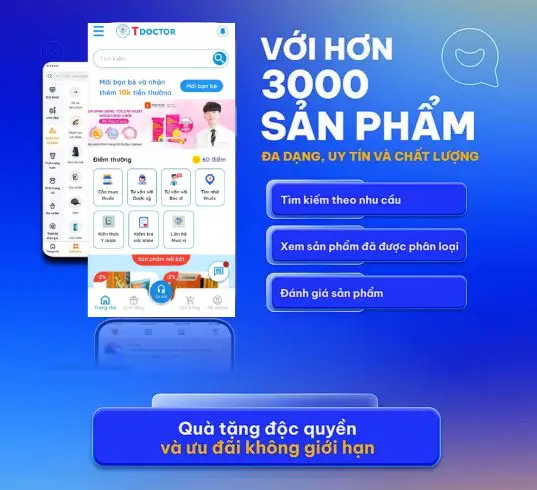 TDOCTOR
Tìm kiếm
Mời bạn bè và nhận
thêm 10k tiền thưởng
Mời bạn bè
Điểm thưởng
60 điểm
Cần mua thuốc
Tư vấn với Dược sỹ
Tư vấn với Bác sĩ
Tìm nhà thuốc
Kiến thức Y dược
Kiểm tra sức khỏe
Liên hệ Mua sỉ
Sản phẩm nổi bật
-2%
-2%
Trang chủ
Tư vấn
VỚI HƠN
3000
SẢN PHẨM
ĐA DẠNG, UY TÍN VÀ CHẤT LƯỢNG
Tìm kiếm theo nhu cầu
Xem sản phẩm đã được phân loại
Đánh giá sản phẩm
Quà tặng độc quyền
và ưu đãi không giới hạn